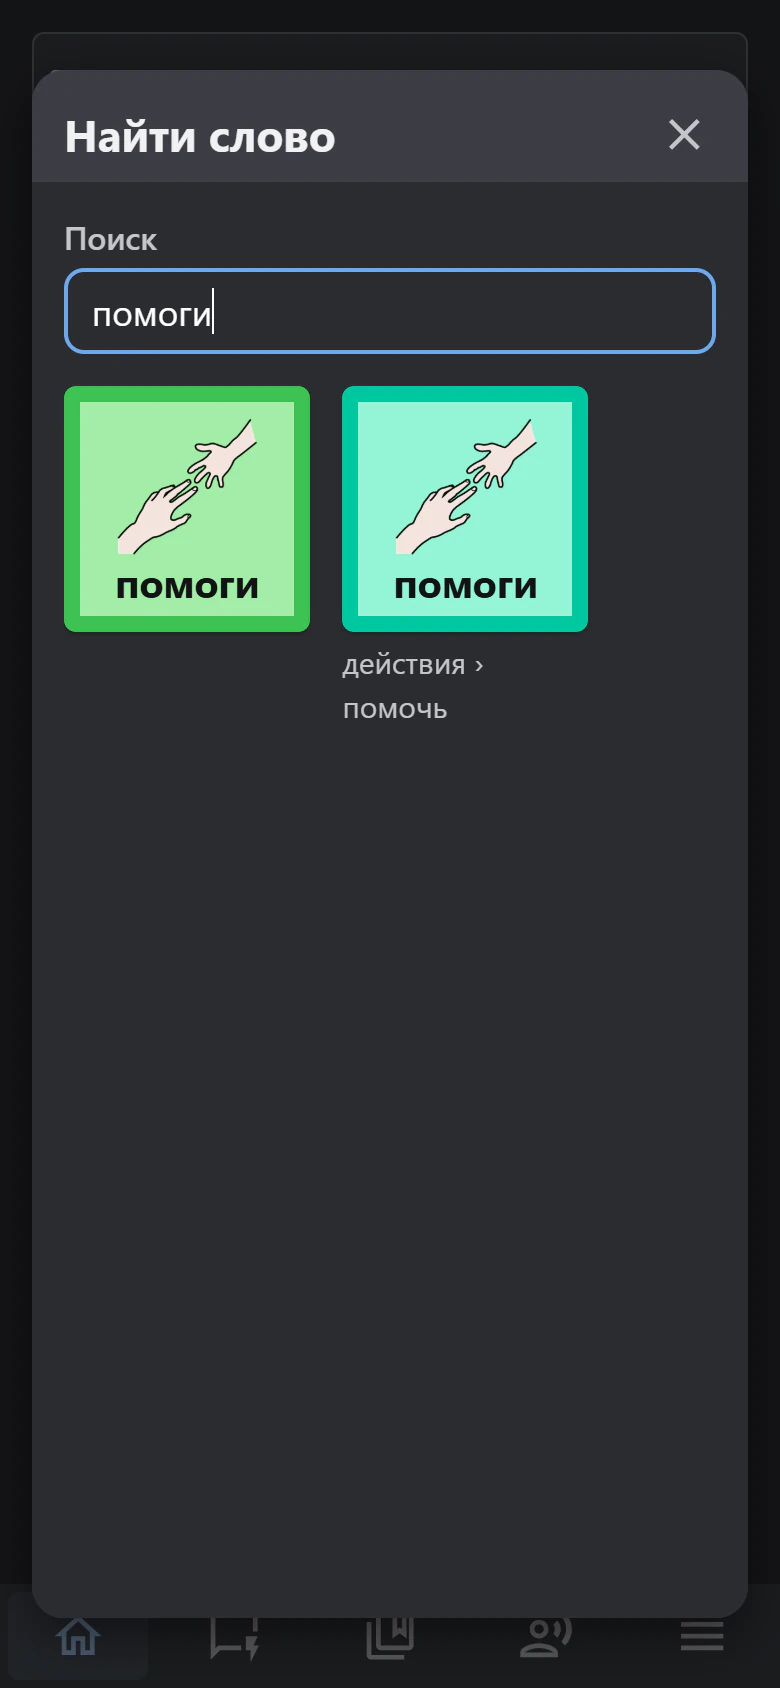 Найти слово
Поиск
помоги
помоги
помоги
действия ›
помочь